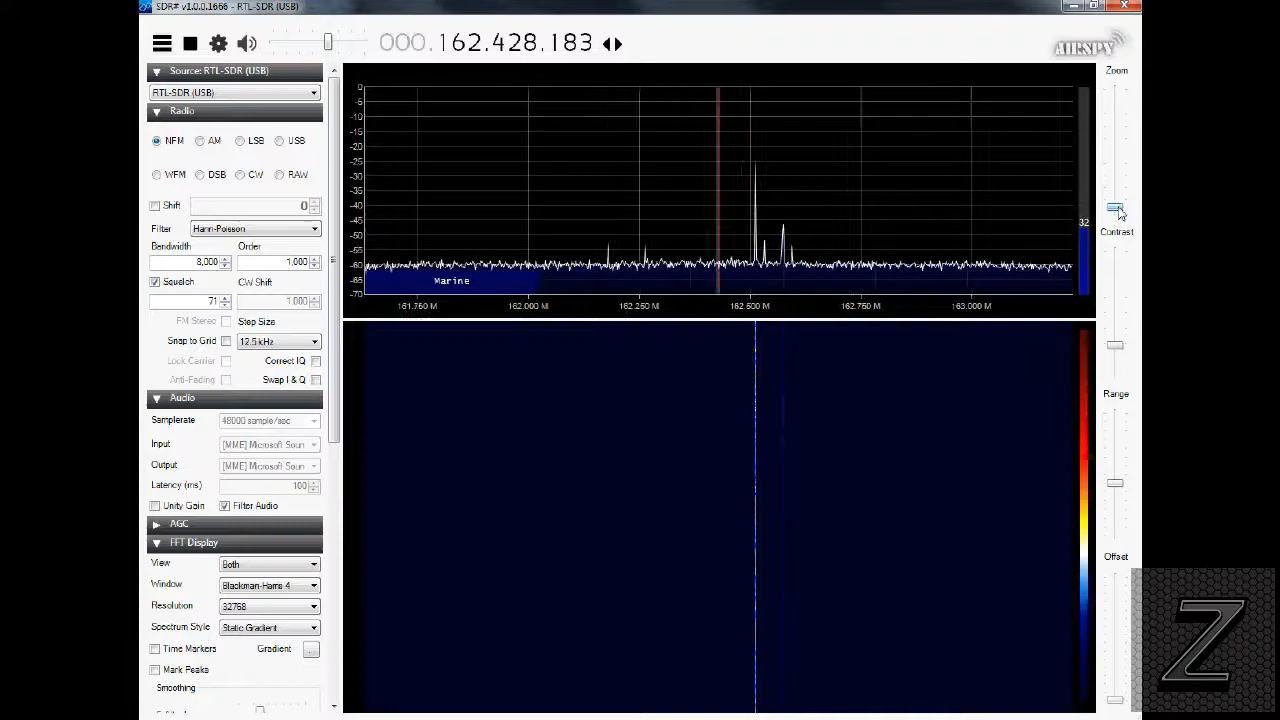 SDR# v1.0.0.1666 - RTL-SDR (USB)
000.162.428.183
AIRSPY
Source: RTL-SDR (USB)
RTL-SDR (USB)
Radio
NFM AM LSB USB
WFM DSB CW RAW
Shift 0
Filter Hann-Poisson
Bandwidth Order
8,000 1,000
Squelch CW Shift
71 1,000
FM Stereo Step Size
Snap to Grid 12.5 kHz
Lock Carrier Correct IQ
Anti-Fading Swap I & Q
Audio
Samplerate 48000 sample/sec
Input [MME] Microsoft Soun
Output [MME] Microsoft Soun
Latency (ms) 100
Unity Gain Filter Audio
AGC
FFT Display
View Both
Window Blackman-Harris 4
Resolution 32768
Spectrum Style Static Gradient
Time Markers Gradient ...
Mark Peaks
Smoothing
0
-5
-10
-15
-20
-25
-30
-35
-40
-45
-50
-55
-60
-65
-70
Marine
161.750 M 162.000 M 162.250 M 162.500 M 162.750 M 163.000 M
32
Zoom
Contrast
Range
Offset
Z